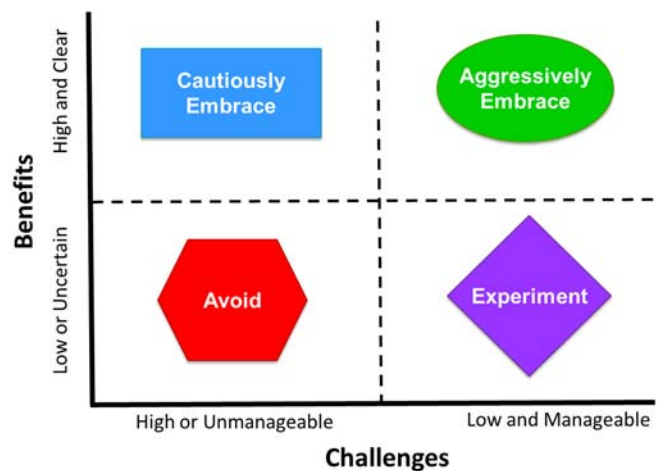 High and Clear
Cautiously
Embrace
Aggressively
Embrace
Benefits
Low or Uncertain
Avoid
Experiment
High or Unmanageable
Low and Manageable
Challenges